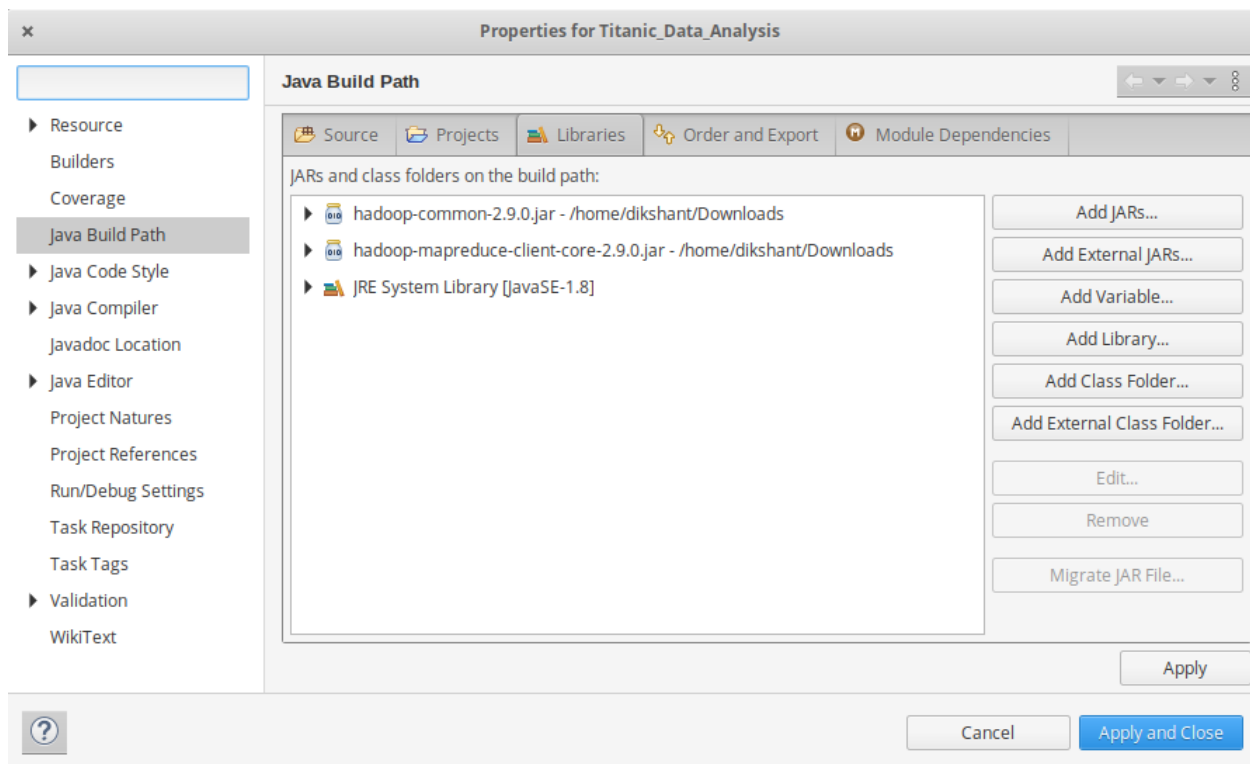 Properties for Titanic_Data_Analysis
Resource
Builders
Coverage
Java Build Path
Java Code Style
Java Compiler
Javadoc Location
Java Editor
Project Natures
Project References
Run/Debug Settings
Task Repository
Task Tags
Validation
WikiText
Java Build Path
Source Projects Libraries Order and Export Module Dependencies
JARs and class folders on the build path:
hadoop-common-2.9.0.jar - /home/dikshant/Downloads
hadoop-mapreduce-client-core-2.9.0.jar - /home/dikshant/Downloads
JRE System Library [JavaSE-1.8]
Add JARs...
Add External JARs...
Add Variable...
Add Library...
Add Class Folder...
Add External Class Folder...
Edit...
Remove
Migrate JAR File...
Apply
Cancel
Apply and Close